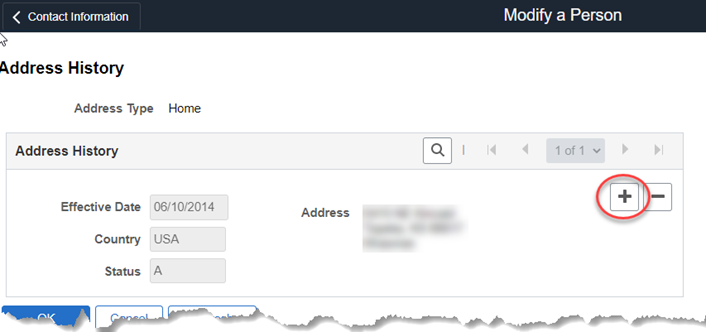 Contact Information
Modify a Person
Address History
Address Type Home
Address History
1 of 1
Effective Date 06/10/2014
Address
Country USA
Status A
OK
Cancel